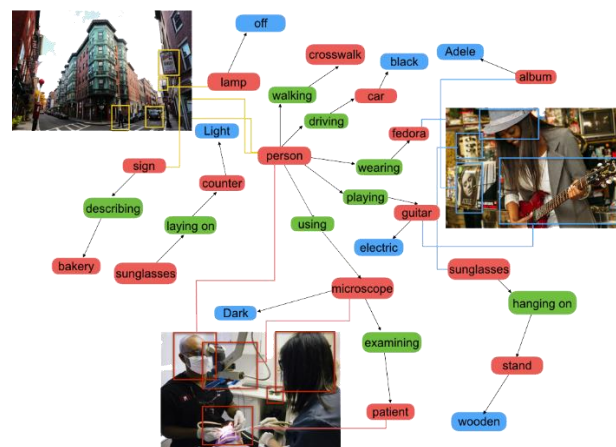 off
lamp
crosswalk
walking
black
driving
car
Adele
album
Light
fedora
person
wearing
sign
counter
describing
playing
guitar
laying on
using
electric
bakery
sunglasses
sunglasses
microscope
hanging on
Dark
examining
stand
patient
wooden